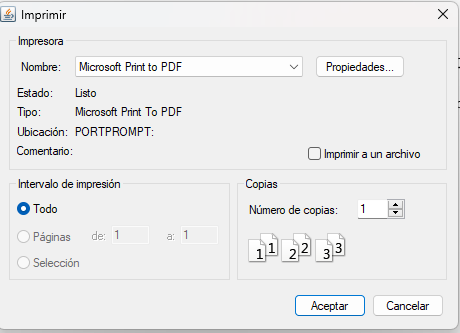 Imprimir
Impresora
Nombre: Microsoft Print to PDF Propiedades...
Estado: Listo
Tipo: Microsoft Print To PDF
Ubicación: PORTPROMPT:
Comentario: Imprimir a un archivo
Intervalo de impresión
Todo
Páginas de: 1 a: 1
Selección
Copias
Número de copias: 1
1 1 2 2 3 3
Aceptar Cancelar